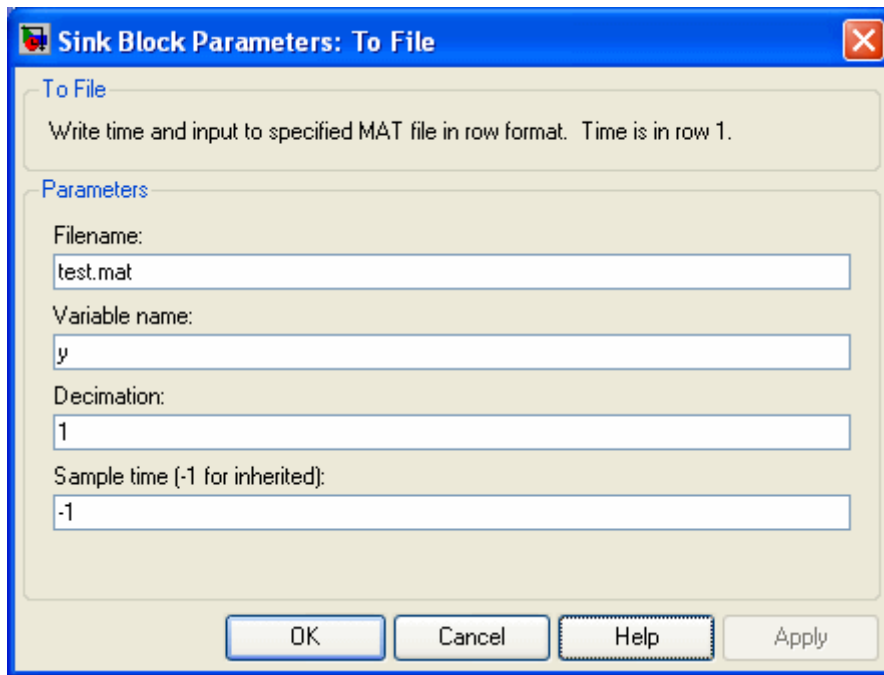 Sink Block Parameters: To File
To File
Write time and input to specified MAT file in row format.  Time is in row 1.
Parameters
Filename:
test.mat
Variable name:
y
Decimation:
1
Sample time (-1 for inherited):
-1
OK Cancel Help Apply